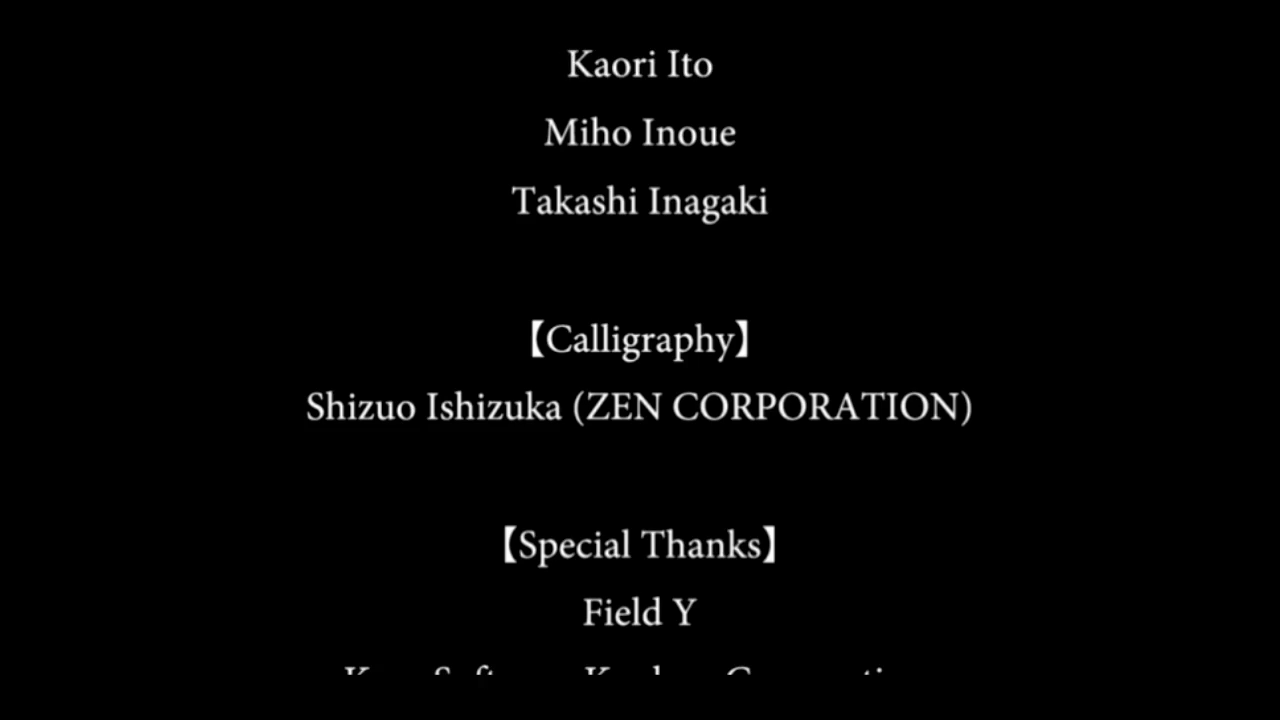 Kaori Ito
Miho Inoue
Takashi Inagaki
【Calligraphy】
Shizuo Ishizuka (ZEN CORPORATION)
【Special Thanks】
Field Y